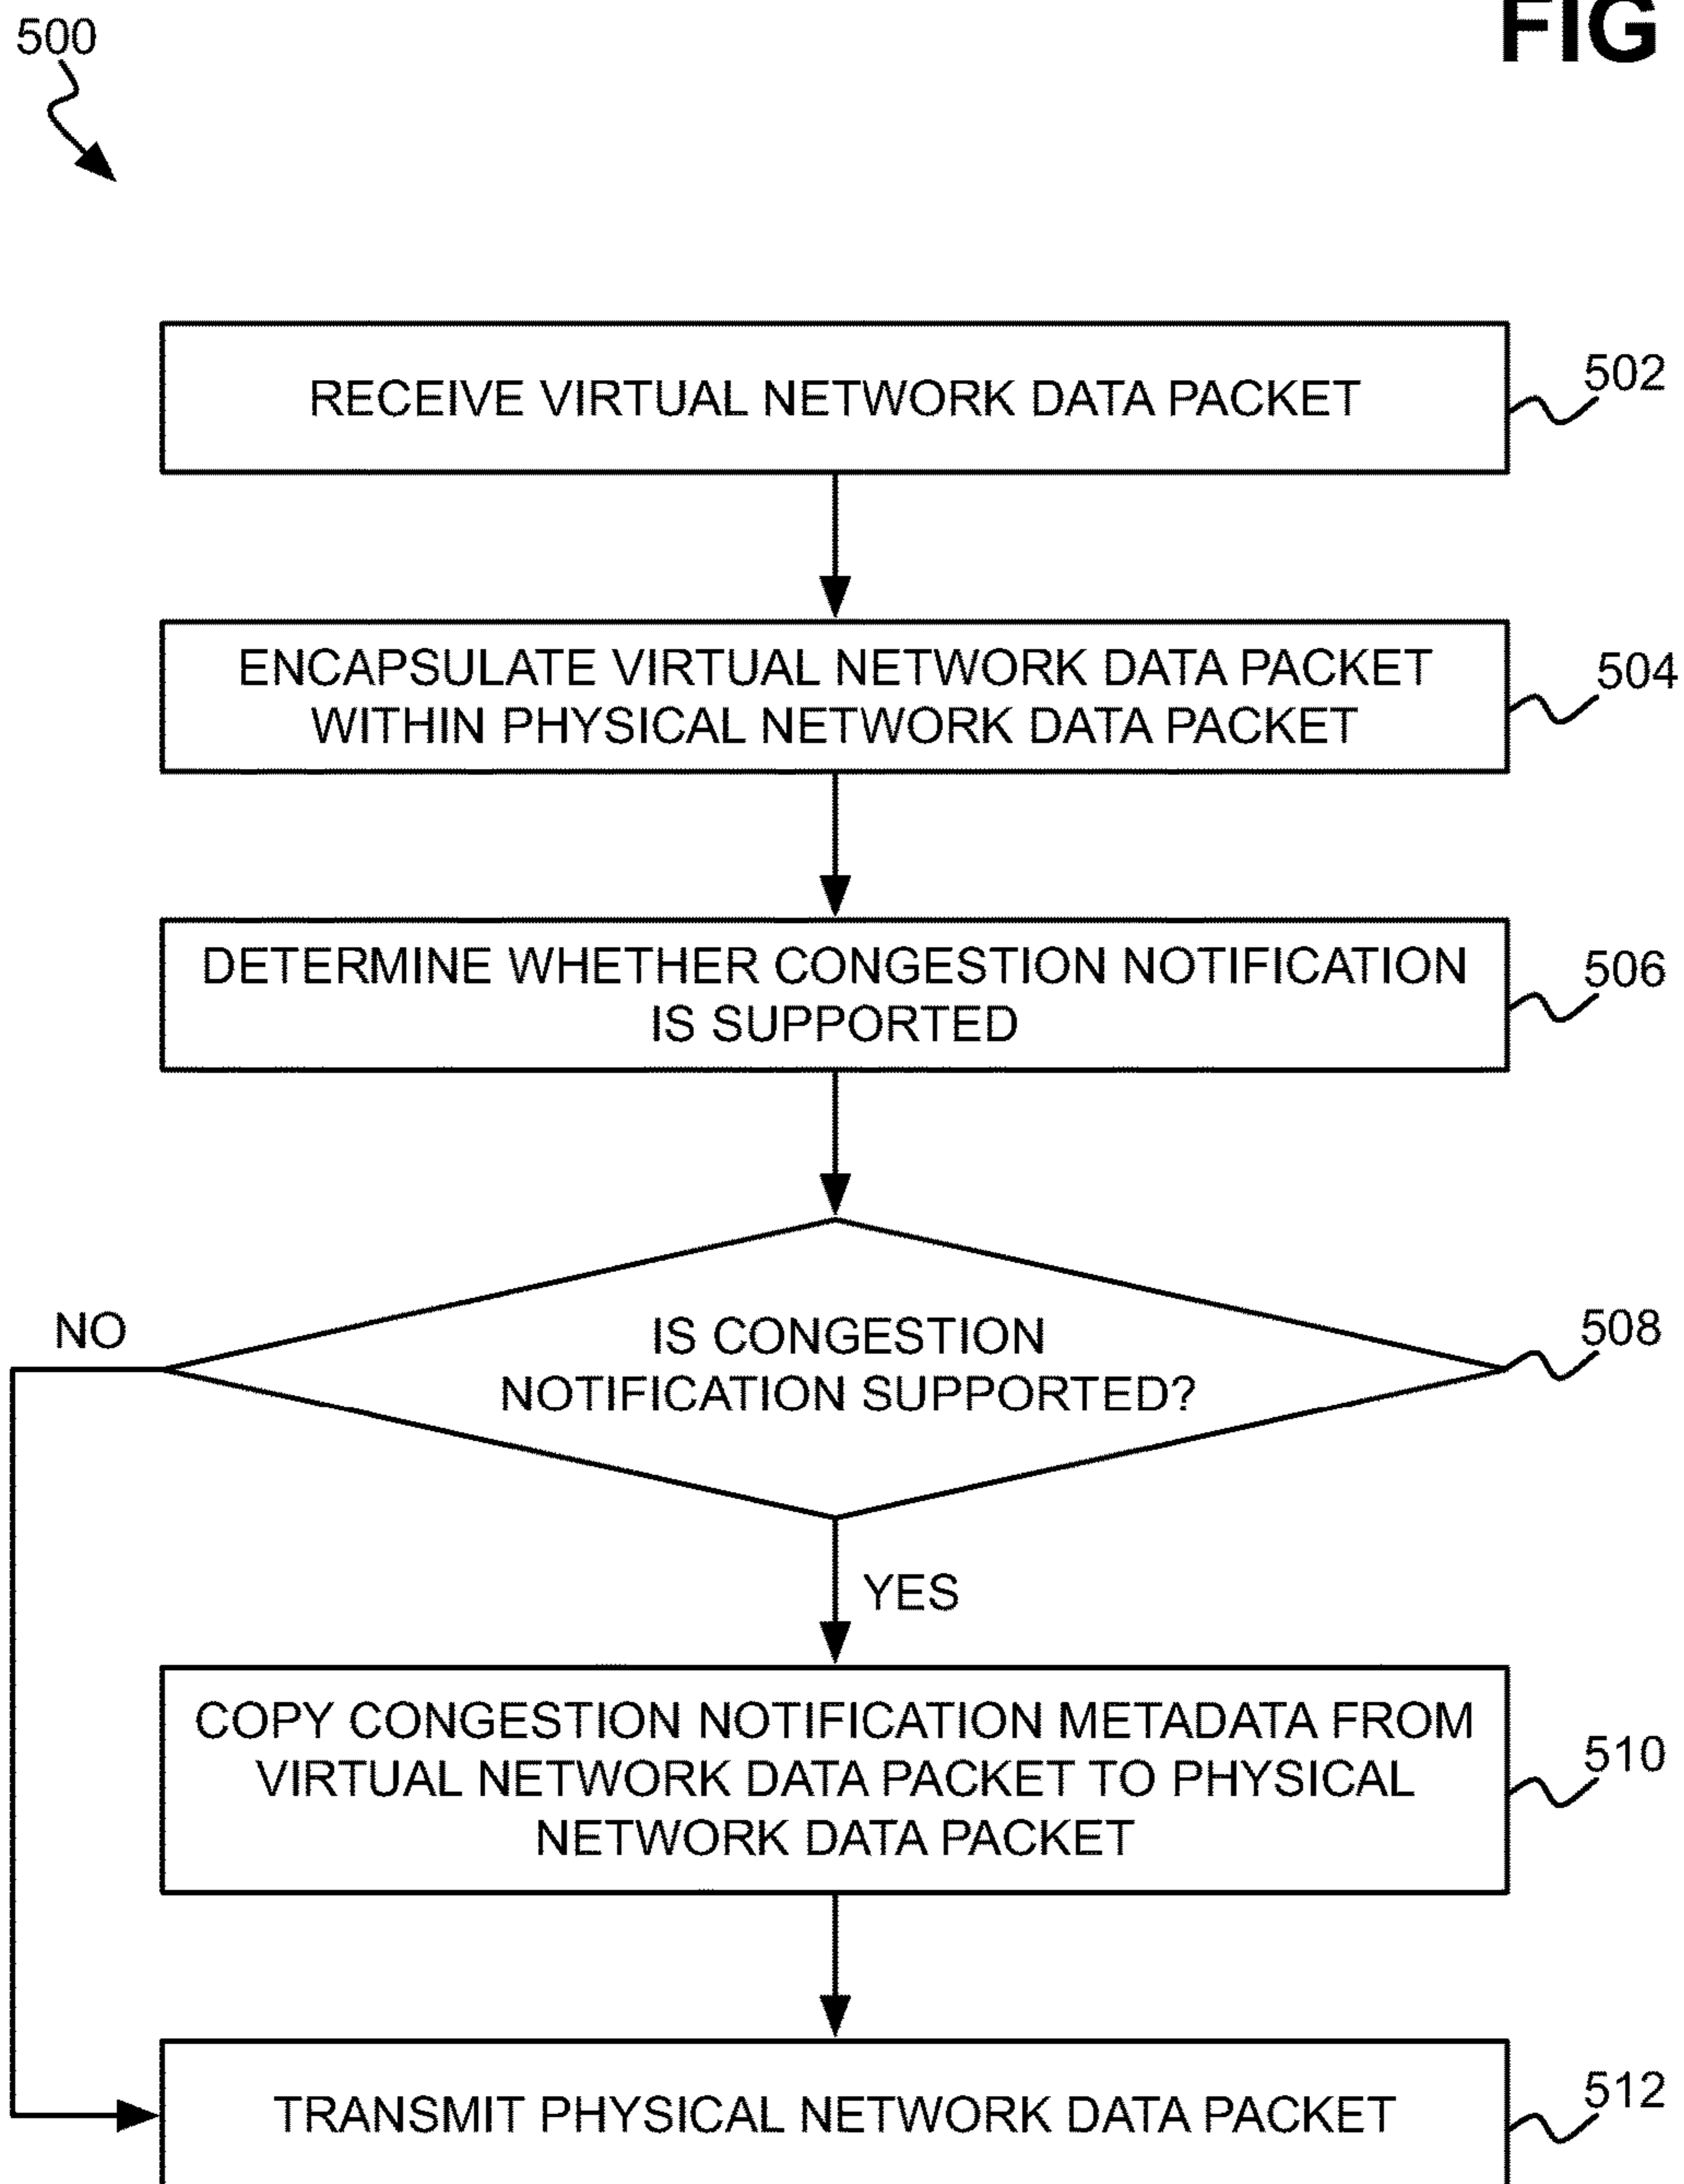 FIG
500
RECEIVE VIRTUAL NETWORK DATA PACKET
502
ENCAPSULATE VIRTUAL NETWORK DATA PACKET
WITHIN PHYSICAL NETWORK DATA PACKET
504
DETERMINE WHETHER CONGESTION NOTIFICATION
IS SUPPORTED
506
NO
IS CONGESTION
NOTIFICATION SUPPORTED?
508
YES
COPY CONGESTION NOTIFICATION METADATA FROM
VIRTUAL NETWORK DATA PACKET TO PHYSICAL
NETWORK DATA PACKET
510
TRANSMIT PHYSICAL NETWORK DATA PACKET
512